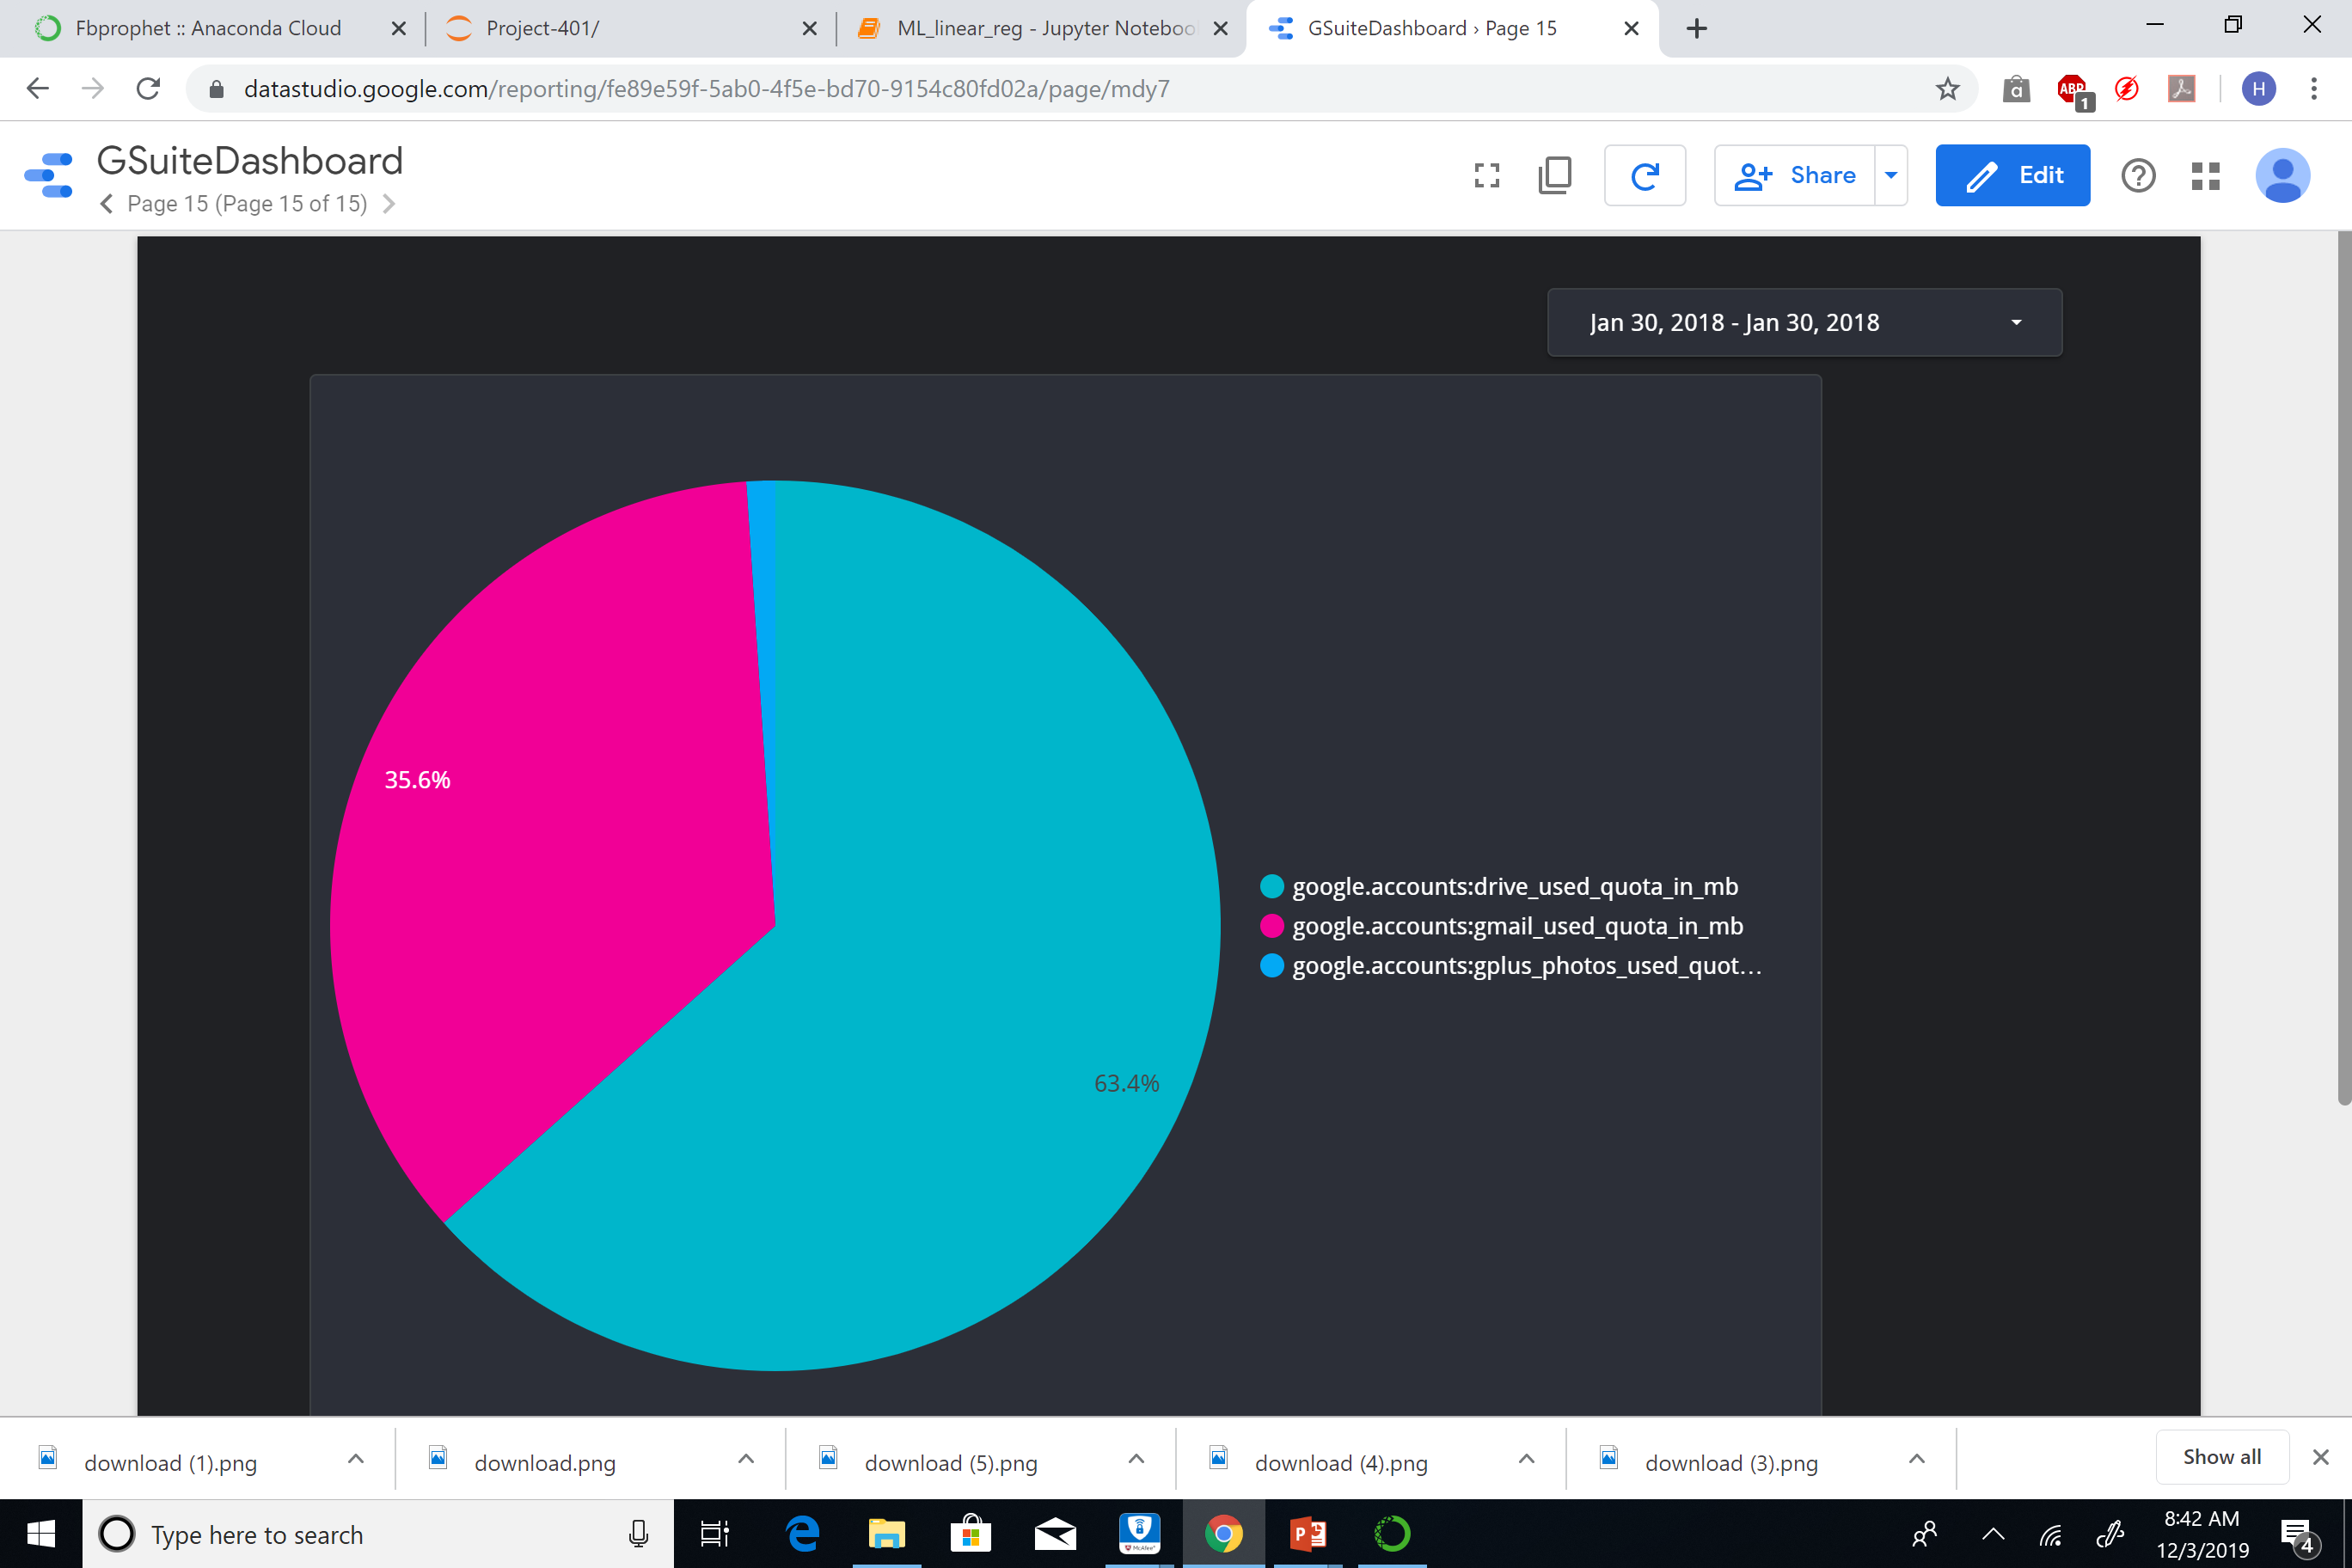 Fbprophet :: Anaconda Cloud
Project-401/
ML_linear_reg - Jupyter Noteboo
GSuiteDashboard › Page 15
datastudio.google.com/reporting/fe89e59f-5ab0-4f5e-bd70-9154c80fd02a/page/mdy7
a
ABP
1
H
GSuiteDashboard
Page 15 (Page 15 of 15)
Share
Edit
Jan 30, 2018 - Jan 30, 2018
35.6%
63.4%
google.accounts:drive_used_quota_in_mb
google.accounts:gmail_used_quota_in_mb
google.accounts:gplus_photos_used_quot...
download (1).png
download.png
download (5).png
download (4).png
download (3).png
Show all
Type here to search
McAfee
P
8:42 AM
12/3/2019
4